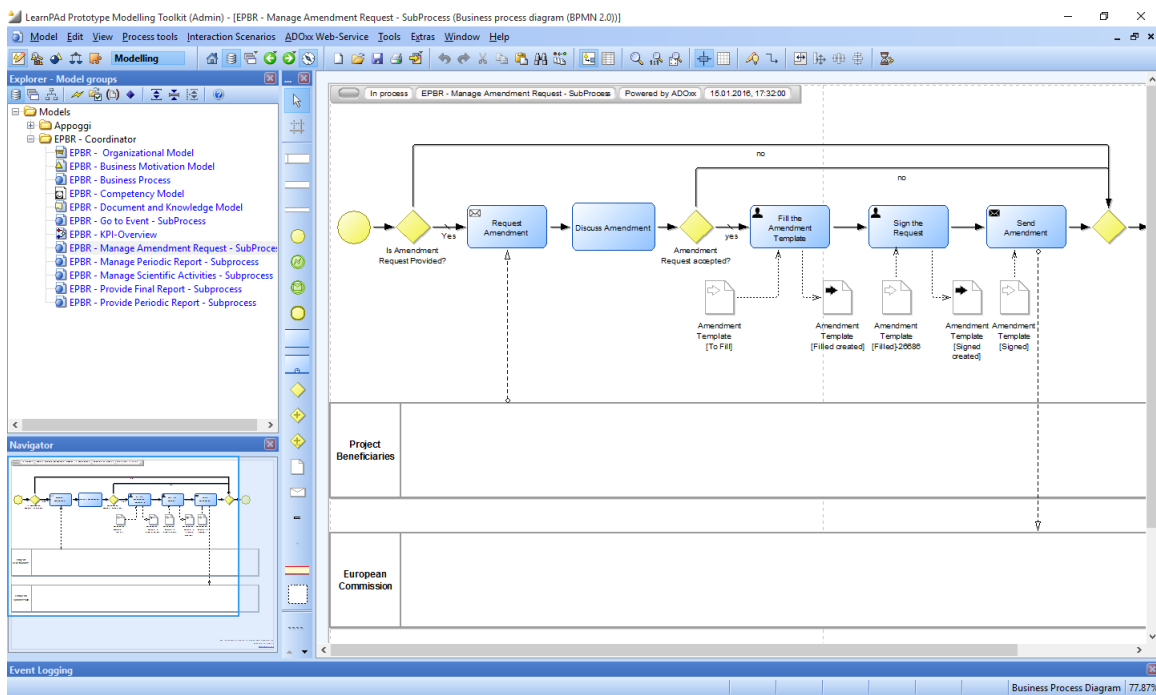 LearnPAd Prototype Modelling Toolkit (Admin) - [EPBR - Manage Amendment Request - SubProcess (Business process diagram (BPMN 2.0))]
Model Edit View Process tools Interaction Scenarios ADOxx Web-Service Tools Extras Window Help
Modelling
Explorer - Model groups
Models
Appoggi
EPBR - Coordinator
EPBR - Organizational Model
EPBR - Business Motivation Model
EPBR - Business Process
EPBR - Competency Model
EPBR - Document and Knowledge Model
EPBR - Go to Event - SubProcess
EPBR - KPI-Overview
EPBR - Manage Amendment Request - SubProces
EPBR - Manage Periodic Report - Subprocess
EPBR - Manage Scientific Activities - Subprocess
EPBR - Provide Final Report - Subprocess
EPBR - Provide Periodic Report - Subprocess
Navigator
In process EPBR - Manage Amendment Request - SubProcess Powered by ADOxx 15.01.2016, 17:32:00
no
no
Is Amendment
Request Provided?
Yes
Request
Amendment
Discuss Amendment
Amendment
Request accepted?
yes
Fill the
Amendment
Template
Sign the
Request
Send
Amendment
Amendment
Template
[To Fill]
Amendment
Template
[Filled created]
Amendment
Template
[Filled]-26686
Amendment
Template
[Signed
created]
Amendment
Template
[Signed]
Project
Beneficiaries
European
Commission
Event Logging
Business Process Diagram 77.87%